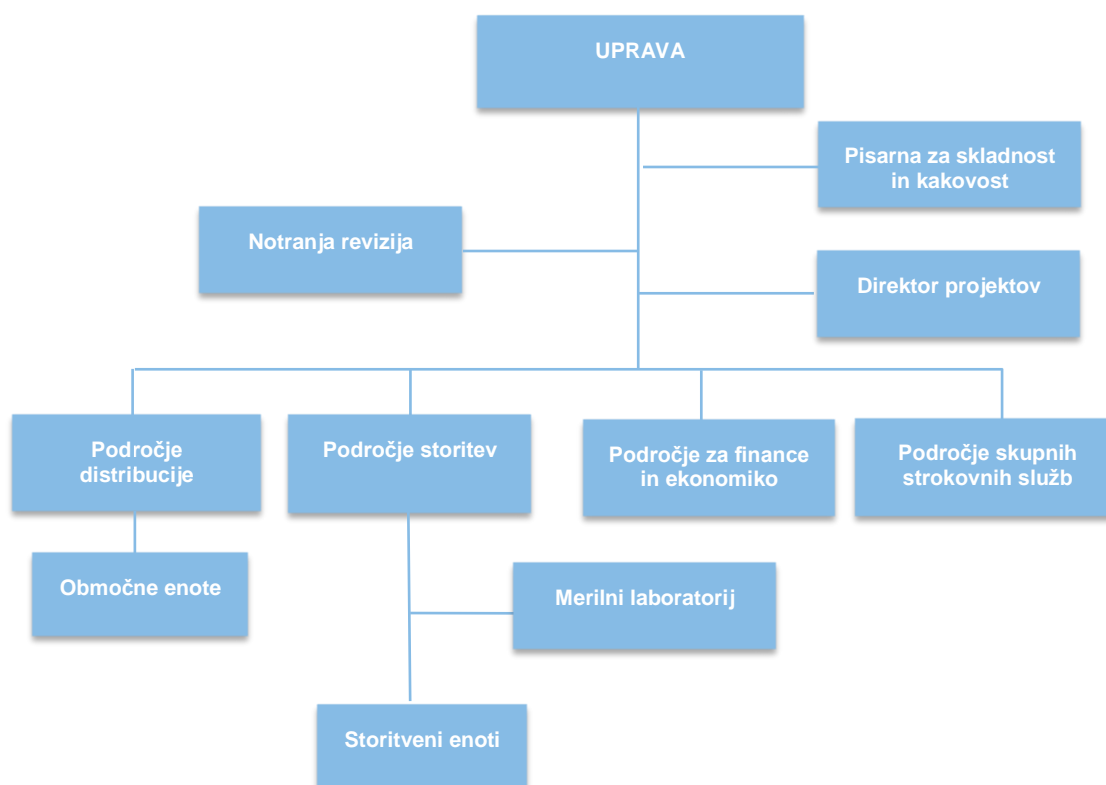 UPRAVA
Pisarna za skladnost
in kakovost
Notranja revizija
Direktor projektov
Področje
distribucije
Področje storitev
Področje za finance
in ekonomiko
Področje skupnih
strokovnih služb
Območne enote
Merilni laboratorij
Storitveni enoti